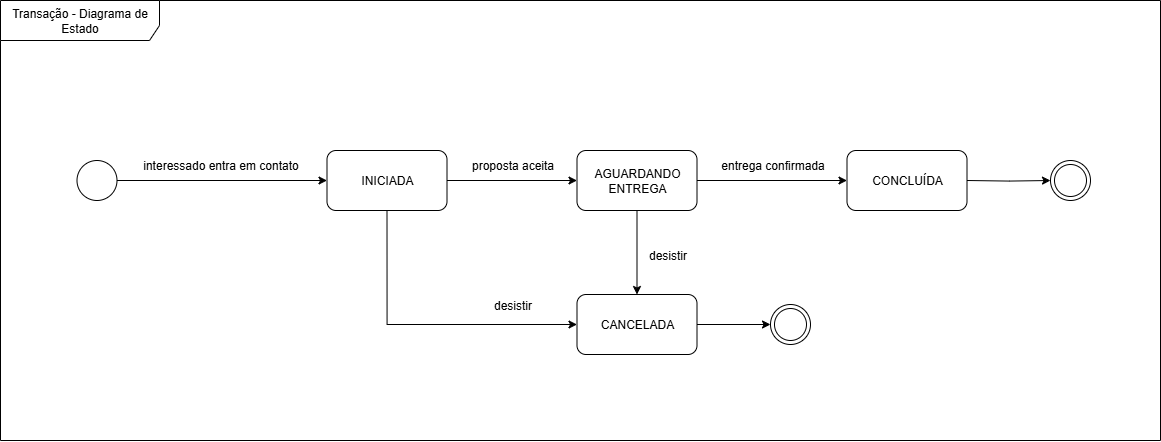 Transação - Diagrama de
Estado
interessado entra em contato
INICIADA
proposta aceita
AGUARDANDO
ENTREGA
entrega confirmada
CONCLUÍDA
desistir
desistir
CANCELADA